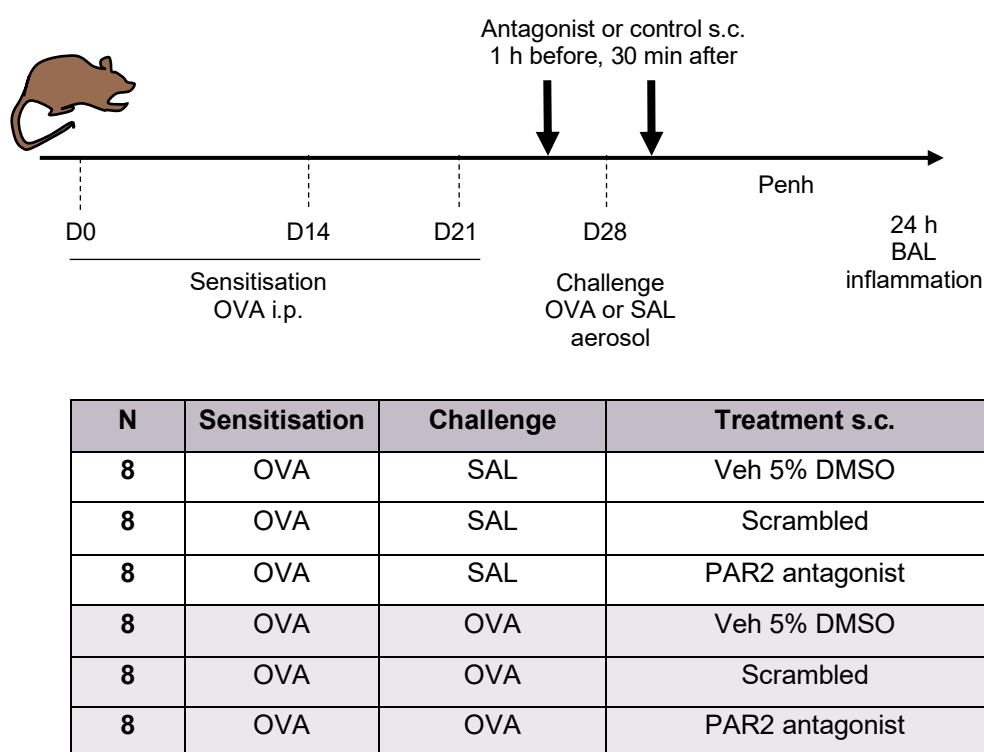 Antagonist or control s.c.
1 h before, 30 min after
Penh
D0 D14 D21 D28 24 h
BAL
inflammation
Sensitisation
OVA i.p.
Challenge
OVA or SAL
aerosol
N Sensitisation Challenge Treatment s.c.
8 OVA SAL Veh 5% DMSO
8 OVA SAL Scrambled
8 OVA SAL PAR2 antagonist
8 OVA OVA Veh 5% DMSO
8 OVA OVA Scrambled
8 OVA OVA PAR2 antagonist